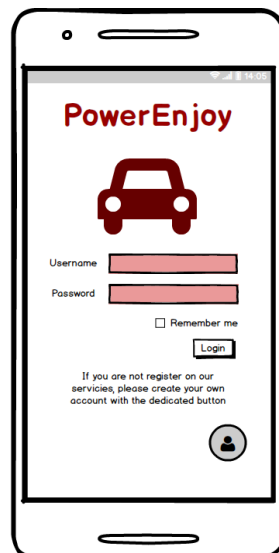 14:05
PowerEnjoy
Username
Password
Remember me
Login
If you are not register on our
servicies, please create your own
account with the dedicated button